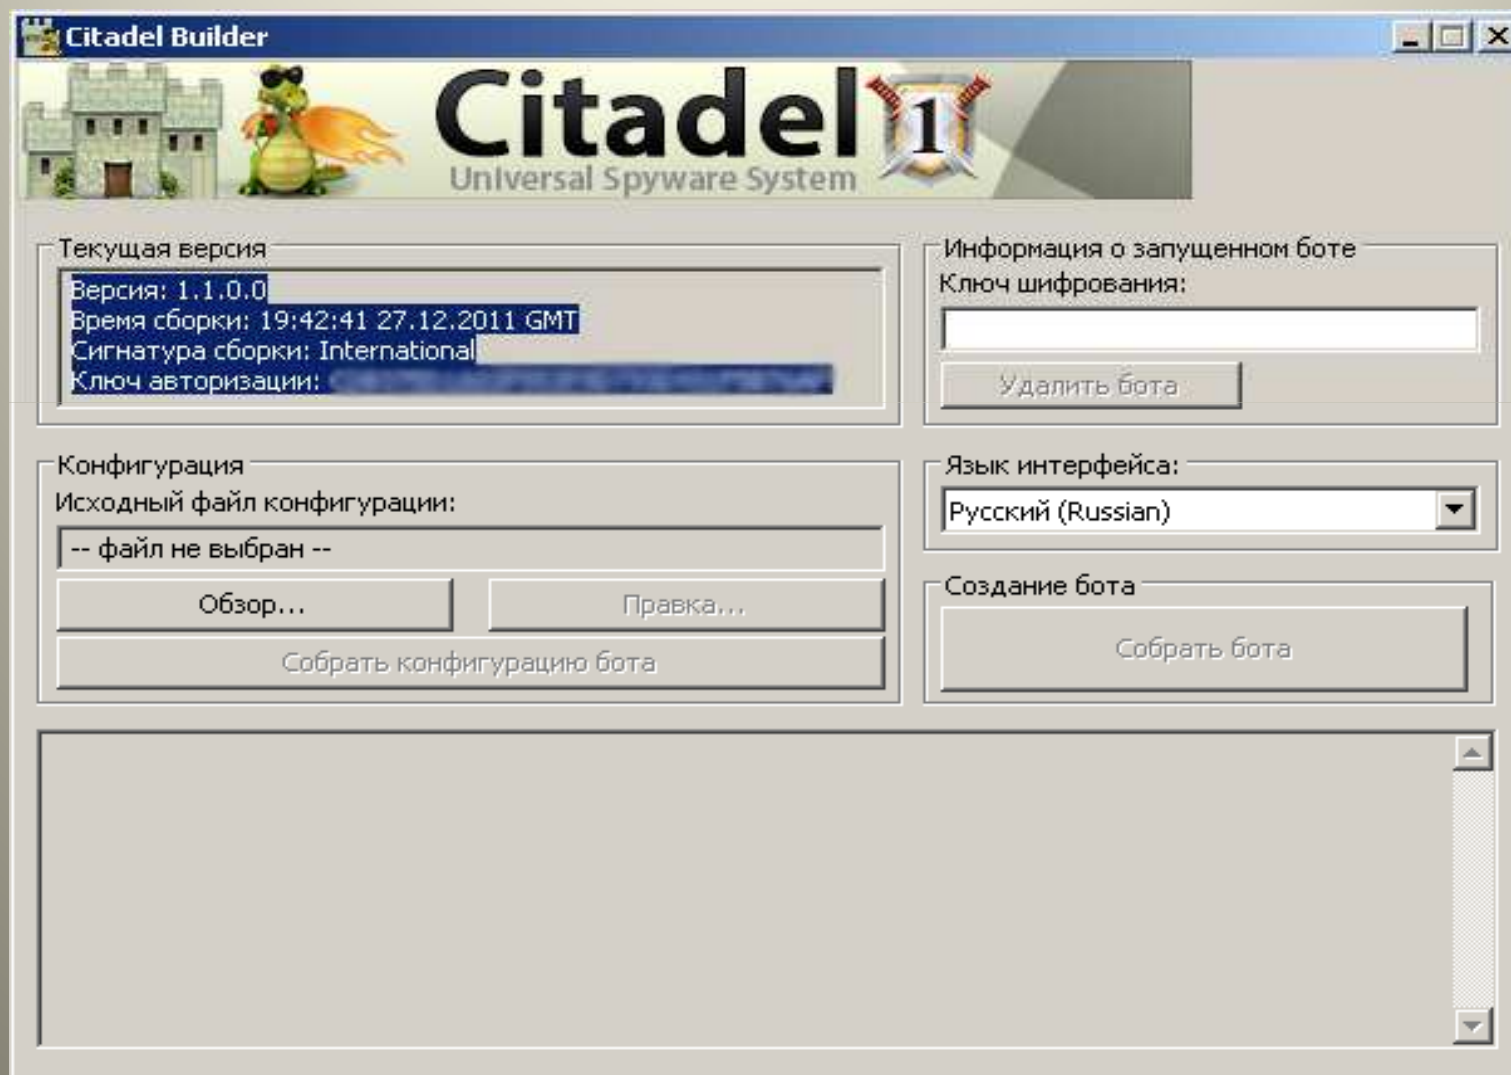 Citadel Builder
Citadel 1
Universal Spyware System
Текущая версия
Версия: 1.1.0.0
Время сборки: 19:42:41 27.12.2011 GMT
Сигнатура сборки: International
Ключ авторизации:
Информация о запущенном боте
Ключ шифрования:
Удалить бота
Конфигурация
Исходный файл конфигурации:
-- файл не выбран --
Обзор...
Правка...
Собрать конфигурацию бота
Язык интерфейса:
Русский (Russian)
Создание бота
Собрать бота